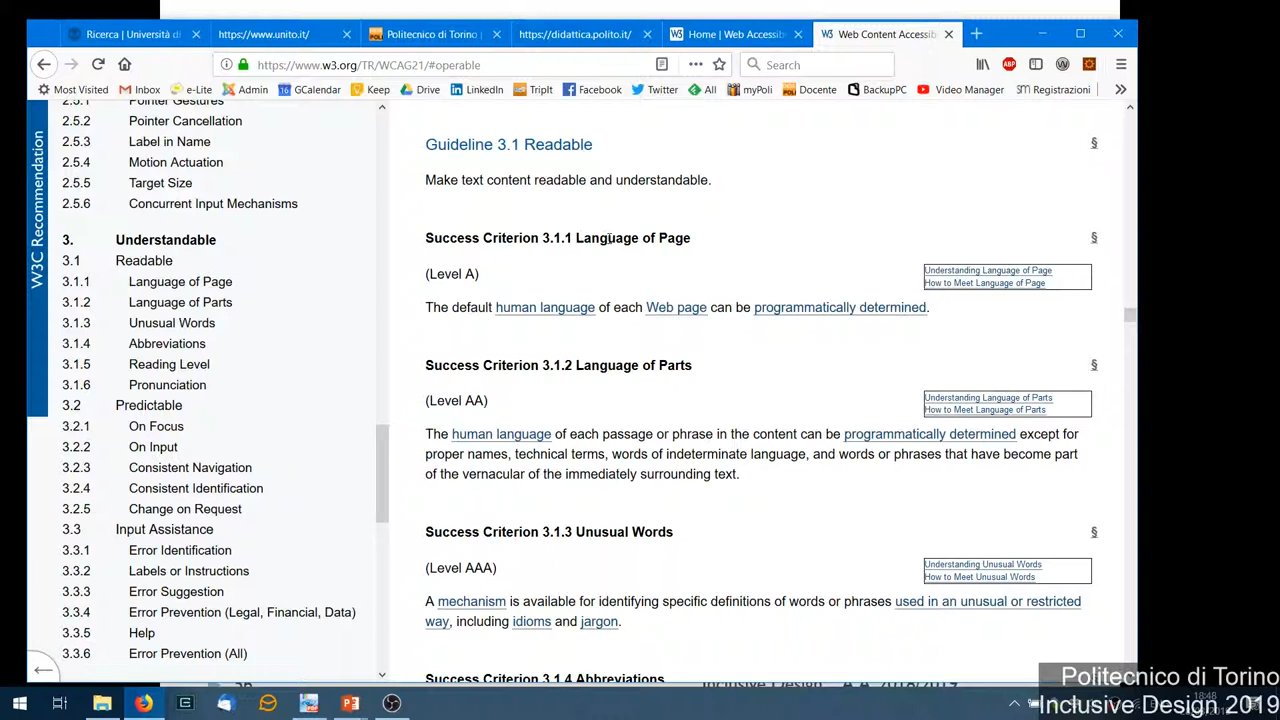 Ricerca | Università di
https://www.unito.it/
Politecnico di Torino
https://didattica.polito.it/
Home | Web Accessib
Web Content Accessib
https://www.w3.org/TR/WCAG21/#operable
Search
Most Visited
Inbox
e-Lite
Admin
GCalendar
Keep
Drive
LinkedIn
TripIt
Facebook
Twitter
All
myPoli
Docente
BackupPC
Video Manager
Registrazioni
W3C Recommendation
2.5.1 Pointer Gestures
2.5.2 Pointer Cancellation
2.5.3 Label in Name
2.5.4 Motion Actuation
2.5.5 Target Size
2.5.6 Concurrent Input Mechanisms
3. Understandable
3.1 Readable
3.1.1 Language of Page
3.1.2 Language of Parts
3.1.3 Unusual Words
3.1.4 Abbreviations
3.1.5 Reading Level
3.1.6 Pronunciation
3.2 Predictable
3.2.1 On Focus
3.2.2 On Input
3.2.3 Consistent Navigation
3.2.4 Consistent Identification
3.2.5 Change on Request
3.3 Input Assistance
3.3.1 Error Identification
3.3.2 Labels or Instructions
3.3.3 Error Suggestion
3.3.4 Error Prevention (Legal, Financial, Data)
3.3.5 Help
3.3.6 Error Prevention (All)
Guideline 3.1 Readable §
Make text content readable and understandable.
Success Criterion 3.1.1 Language of Page §
(Level A)
Understanding Language of Page
How to Meet Language of Page
The default human language of each Web page can be programmatically determined.
Success Criterion 3.1.2 Language of Parts §
(Level AA)
Understanding Language of Parts
How to Meet Language of Parts
The human language of each passage or phrase in the content can be programmatically determined except for
proper names, technical terms, words of indeterminate language, and words or phrases that have become part
of the vernacular of the immediately surrounding text.
Success Criterion 3.1.3 Unusual Words §
(Level AAA)
Understanding Unusual Words
How to Meet Unusual Words
A mechanism is available for identifying specific definitions of words or phrases used in an unusual or restricted
way, including idioms and jargon.
Success Criterion 3.1.4 Abbreviations
Inclusive Design A.A. 2018/2019
Politecnico di Torino
18:48
Inclusive Design 2019